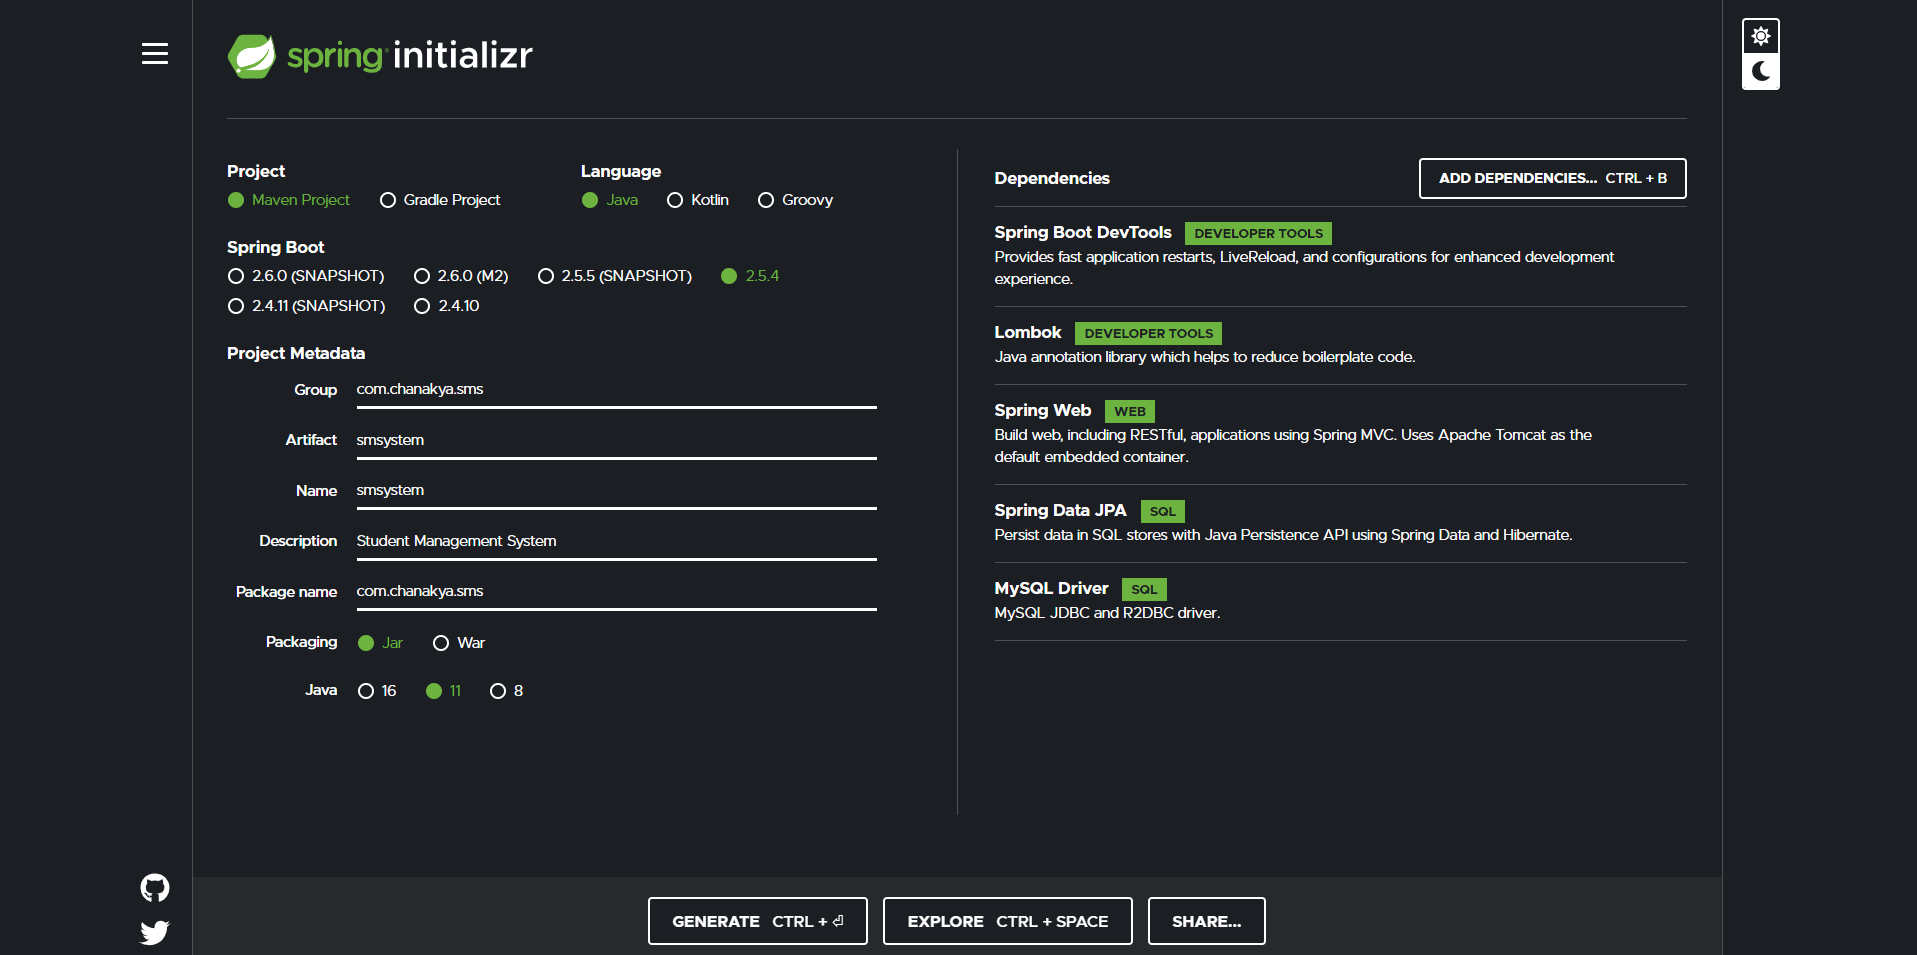 spring initializr
Project
Maven Project Gradle Project
Language
Java Kotlin Groovy
Spring Boot
2.6.0 (SNAPSHOT) 2.6.0 (M2) 2.5.5 (SNAPSHOT) 2.5.4
2.4.11 (SNAPSHOT) 2.4.10
Project Metadata
Group com.chanakya.sms
Artifact smsystem
Name smsystem
Description Student Management System
Package name com.chanakya.sms
Packaging Jar War
Java 16 11 8
Dependencies ADD DEPENDENCIES... CTRL + B
Spring Boot DevTools DEVELOPER TOOLS
Provides fast application restarts, LiveReload, and configurations for enhanced development
experience.
Lombok DEVELOPER TOOLS
Java annotation library which helps to reduce boilerplate code.
Spring Web WEB
Build web, including RESTful, applications using Spring MVC. Uses Apache Tomcat as the
default embedded container.
Spring Data JPA SQL
Persist data in SQL stores with Java Persistence API using Spring Data and Hibernate.
MySQL Driver SQL
MySQL JDBC and R2DBC driver.
GENERATE CTRL + ⏎ EXPLORE CTRL + SPACE SHARE...